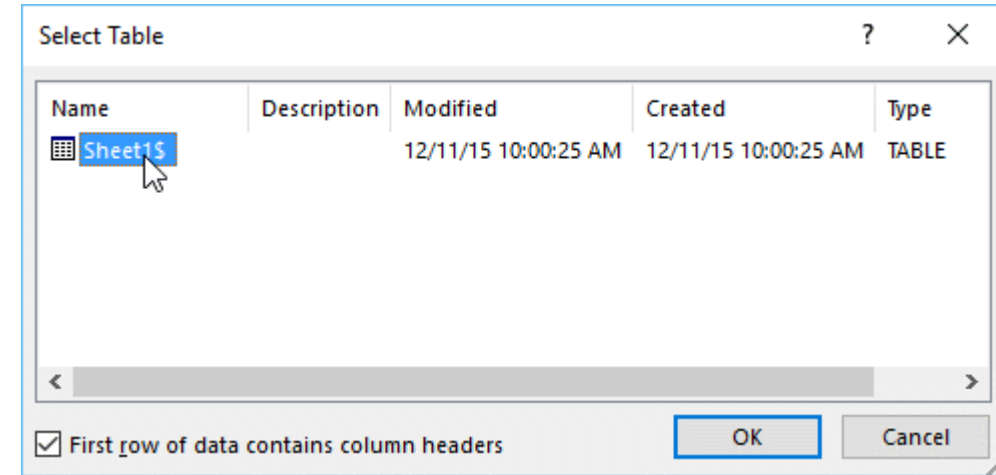 Select Table ?
Name Description Modified Created Type
Sheet1$ 12/11/15 10:00:25 AM 12/11/15 10:00:25 AM TABLE
First row of data contains column headers OK Cancel